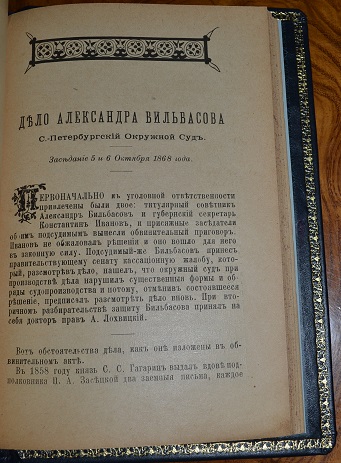 ДѢЛО АЛЕКСАНДРА ВИЛЬБАСОВА
С.-Петербургскій Окружной Судъ.
Засѣданіе 5 и 6 Октября 1868 года.
ПЕРВОНАЧАЛЬНО къ уголовной отвѣтственности
привлечены были двое: титулярный совѣтникъ
Александръ Вильбасовъ и губернскій секретарь
Константинъ Ивановъ, и присяжные засѣдатели
обоимъ подсудимымъ вынесли обвинительный приговоръ.
Ивановъ не обжаловалъ рѣшенія и оно вошло для него
въ законную силу. Подсудимый-же Вильбасовъ принесъ
правительствующему сенату кассаціонную жалобу, кото-
рый, разсмотрѣвъ дѣло, нашелъ, что окружный судъ при
производствѣ дѣла нарушилъ существенныя формы и об-
ряды судопроизводства и потому, отмѣнивъ состоявшееся
рѣшеніе, предписалъ разсмотрѣть дѣло вновь. При вто-
ричномъ разбирательствѣ защиту Вильбасова принялъ на
себя докторъ правъ А. Лохвицкій.
Вотъ обстоятельства дѣла, какъ онѣ изложены въ об-
винительномъ актѣ.
Въ 1858 году князь С. С. Гагаринъ выдалъ вдовѣ под-
полковника П. А. Засѣцкой два заемныя письма, каждое